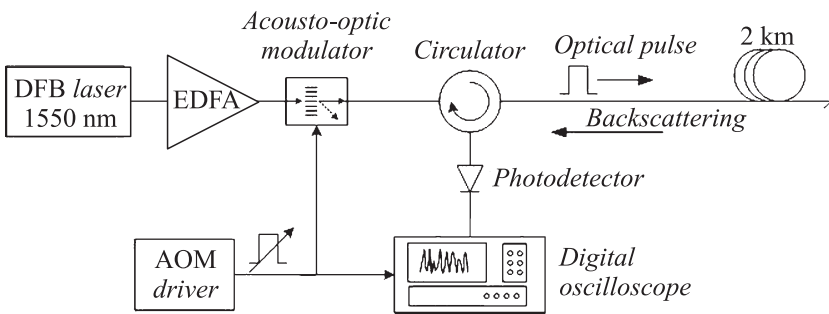 Acousto-optic
modulator
Circulator
Optical pulse
2 km
DFB laser
1550 nm
EDFA
Backscattering
Photodetector
AOM
driver
Digital
oscilloscope